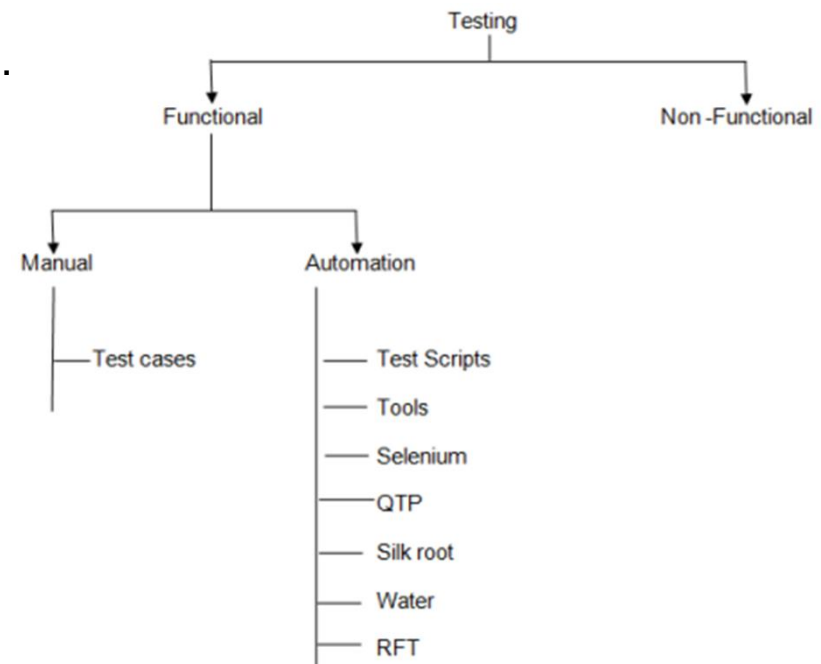 Testing
.
Functional
Non -Functional
Manual
Automation
Test cases
Test Scripts
Tools
Selenium
QTP
Silk root
Water
RFT